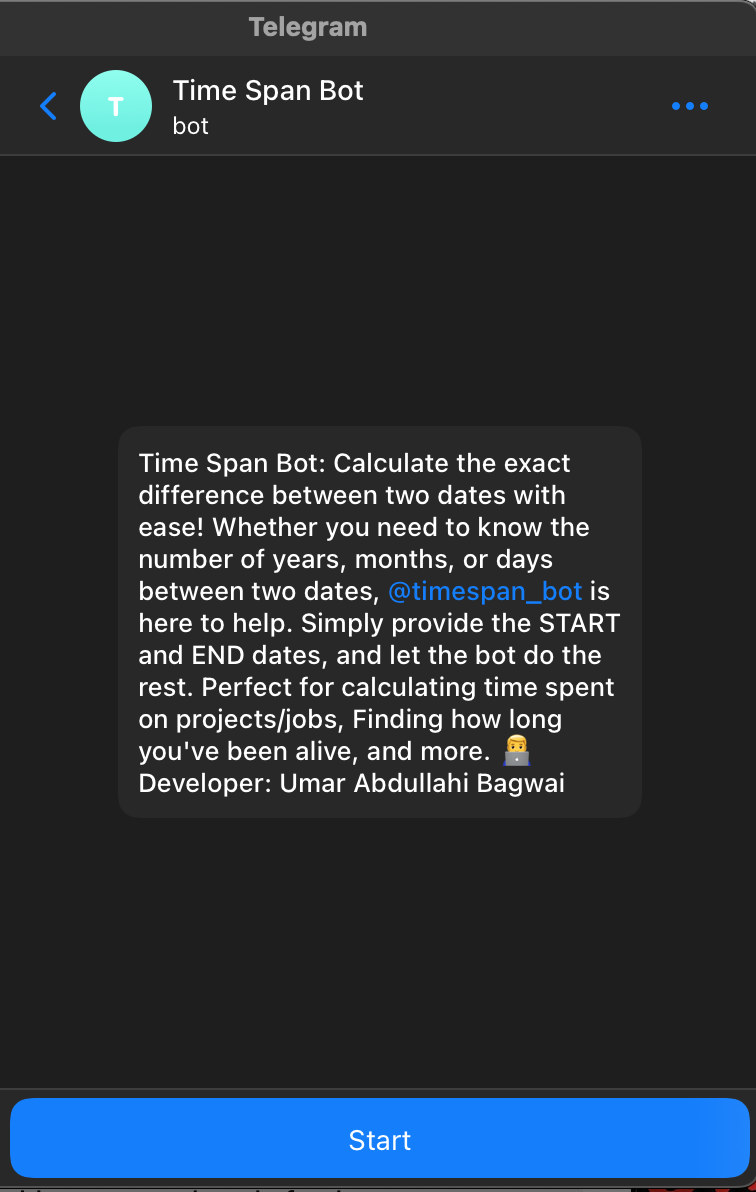 Telegram
T
Time Span Bot
bot
Time Span Bot: Calculate the exact
difference between two dates with
ease! Whether you need to know the
number of years, months, or days
between two dates, @timespan_bot is
here to help. Simply provide the START
and END dates, and let the bot do the
rest. Perfect for calculating time spent
on projects/jobs, Finding how long
you've been alive, and more. 👨‍💻
Developer: Umar Abdullahi Bagwai
Start